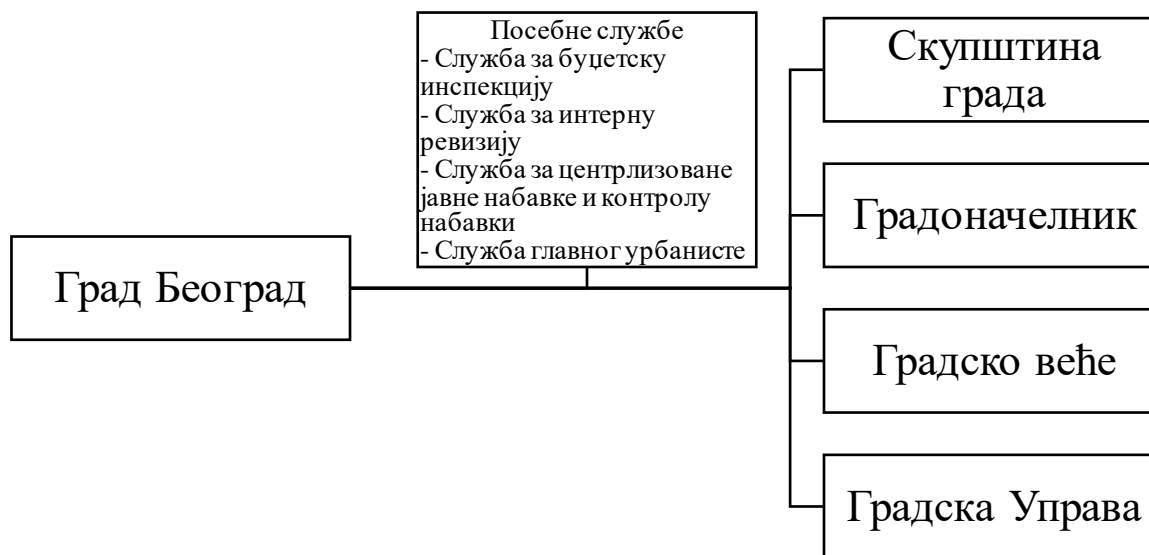 Град Београд
Посебне службе
- Служба за буџетску
инспекцију
- Служба за интерну
ревизију
- Служба за центрлизоване
јавне набавке и контролу
набавки
- Служба главног урбанисте
Скупштина
града
Градоначелник
Градско веће
Градска Управа